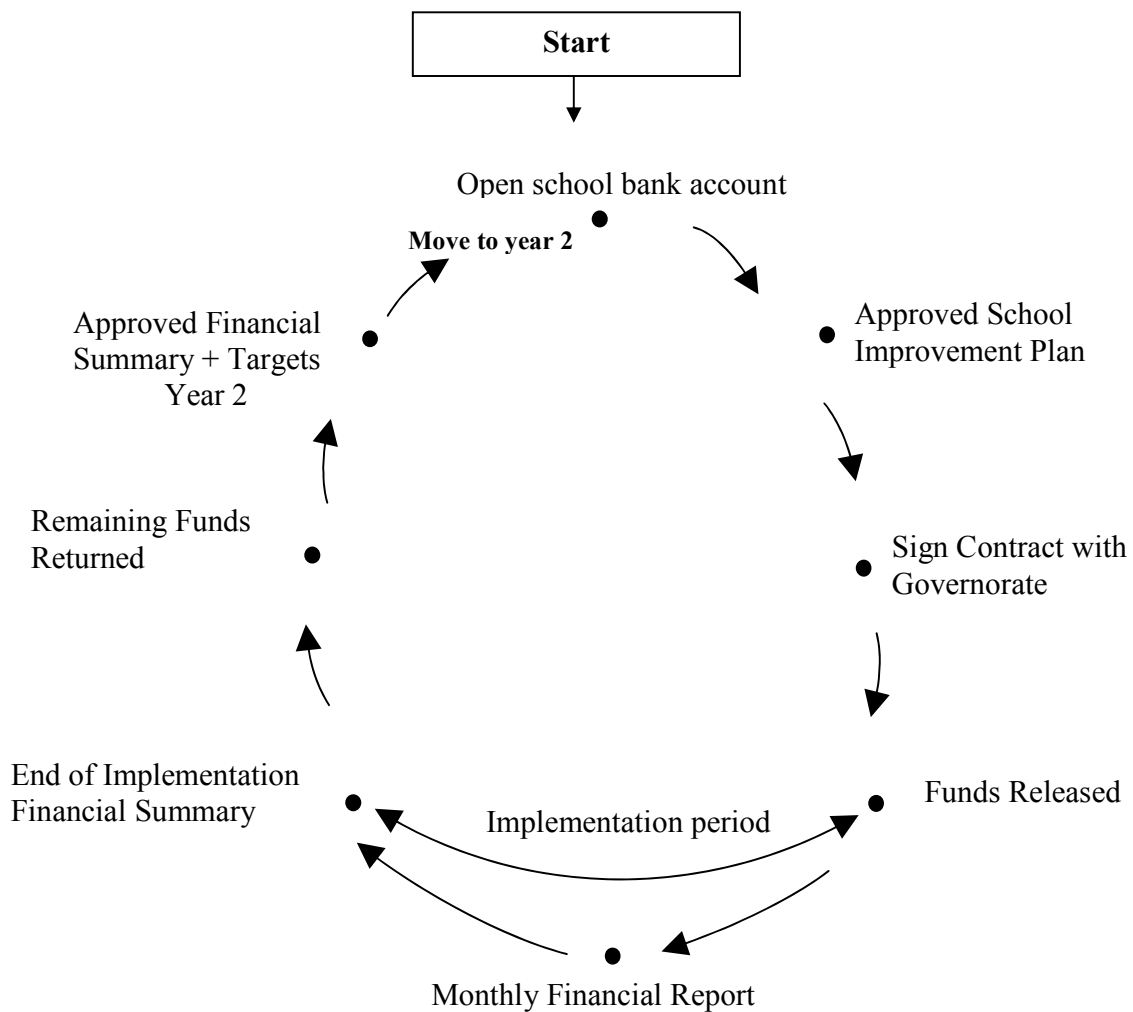 Start
Open school bank account
Move to year 2
Approved School
Improvement Plan
Approved Financial
Summary + Targets
Year 2
Remaining Funds
Returned
Sign Contract with
Governorate
End of Implementation
Financial Summary
Funds Released
Implementation period
Monthly Financial Report